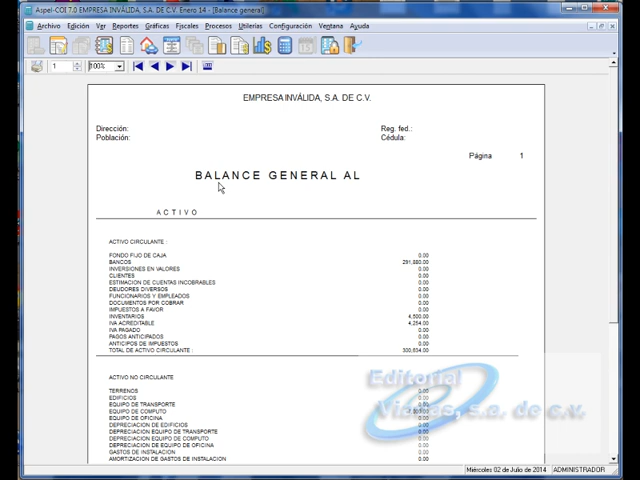 Aspel-COI 7.0 EMPRESA INVÁLIDA, S.A. DE C.V. Enero 14 - [Balance general]
Archivo Edición Ver Reportes Gráficas Fiscales Procesos Utilerias Configuración Ventana Ayuda
1 100%
EMPRESA INVÁLIDA, S.A. DE C.V.
Dirección: Reg. fed.:
Población: Cédula:
Página 1
BALANCE GENERAL AL
ACTIVO
ACTIVO CIRCULANTE :
FONDO FIJO DE CAJA 0.00
BANCOS 291,880.00
INVERSIONES EN VALORES 0.00
CLIENTES 0.00
ESTIMACION DE CUENTAS INCOBRABLES 0.00
DEUDORES DIVERSOS 0.00
FUNCIONARIOS Y EMPLEADOS 0.00
DOCUMENTOS POR COBRAR 0.00
IMPUESTOS A FAVOR 0.00
INVENTARIOS 4,500.00
IVA ACREDITABLE 4,254.00
IVA PAGADO 0.00
PAGOS ANTICIPADOS 0.00
ANTICIPOS DE IMPUESTOS 0.00
TOTAL DE ACTIVO CIRCULANTE : 300,634.00
ACTIVO NO CIRCULANTE
TERRENOS 0.00
EDIFICIOS 0.00
EQUIPO DE TRANSPORTE 0.00
EQUIPO DE COMPUTO
EQUIPO DE OFICINA 0.00
DEPRECIACION DE EDIFICIOS 0.00
DEPRECIACION EQUIPO DE TRANSPORTE 0.00
DEPRECIACION EQUIPO DE COMPUTO 0.00
DEPRECIACION EQUIPO DE OFICINA 0.00
GASTOS DE INSTALACION 0.00
AMORTIZACION DE GASTOS DE INSTALACION 0.00
Editorial
s.a. de c.v.
Miércoles 02 de Julio de 2014 ADMINISTRADOR